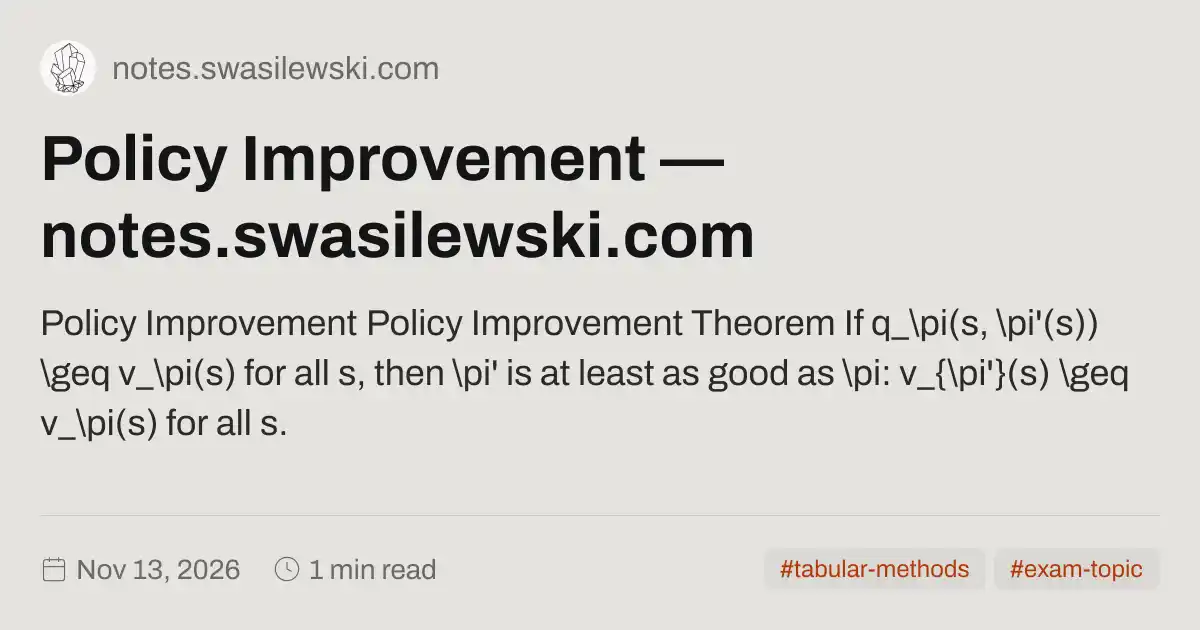 notes.swasilewski.com
Policy Improvement —
notes.swasilewski.com
Policy Improvement Policy Improvement Theorem If q_\pi(s, \pi'(s))
\geq v_\pi(s) for all s, then \pi' is at least as good as \pi: v_{\pi'}(s) \geq
v_\pi(s) for all s.
Nov 13, 2026 1 min read #tabular-methods #exam-topic